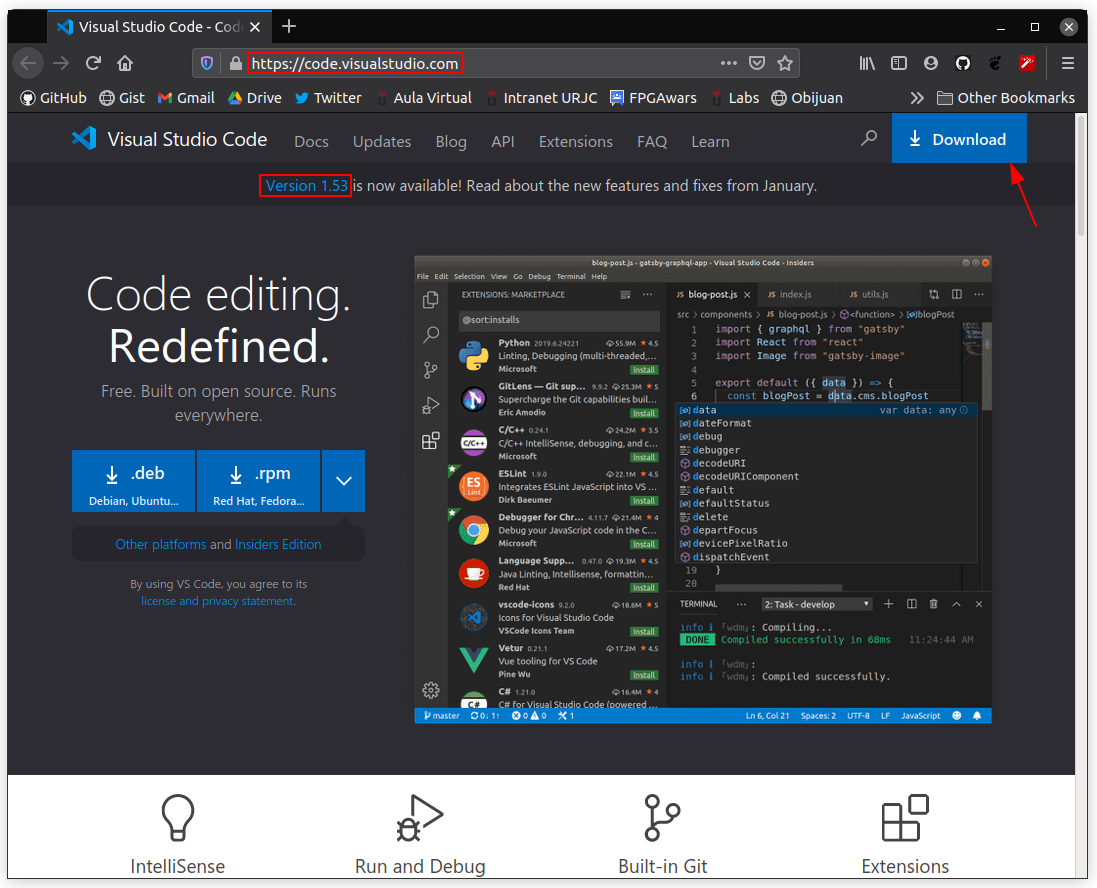 Visual Studio Code - Cod
https://code.visualstudio.com
GitHub Gist Gmail Drive Twitter Aula Virtual Intranet URJC FPGAwars Labs Obijuan Other Bookmarks
Visual Studio Code Docs Updates Blog API Extensions FAQ Learn Download
Version 1.53 is now available! Read about the new features and fixes from January.
Code editing.
Redefined.
Free. Built on open source. Runs
everywhere.
.deb
Debian, Ubuntu...
.rpm
Red Hat, Fedora...
Other platforms and Insiders Edition
By using VS Code, you agree to its
license and privacy statement.
blog-post.js - gatsby-graphql-app - Visual Studio Code - Insiders
File Edit Selection View Go Debug Terminal Help
EXTENSIONS: MARKETPLACE
@sort:installs
Python 2019.6.24221 55.9M 4.5
Linting, Debugging (multi-threaded,...
Microsoft Install
GitLens — Git sup... 9.9.2 25.3M 5
Supercharge the Git capabilities buil...
Eric Amodio Install
C/C++ 0.24.1 24.2M 3.5
C/C++ IntelliSense, debugging, and c...
Microsoft Install
ESLint 1.9.0 22.1M 4.5
Integrates ESLint JavaScript into VS ...
Dirk Baeumer Install
Debugger for Chr... 4.11.7 21.4M 4
Debug your JavaScript code in the C...
Microsoft Install
Language Supp... 0.47.0 19.3M 4.5
Java Linting, Intellisense, formattin...
Red Hat Install
vscode-icons 9.2.0 18.6M 5
Icons for Visual Studio Code
VSCode Icons Team Install
Vetur 0.21.1 17.2M 4.5
Vue tooling for VS Code
Pine Wu Install
C# 1.21.0 16.4M 4
C# for Visual Studio Code (powered ...
JS blog-post.js JS index.js JS utils.js
src › components › JS blog-post.js › <function> › blogPost
1 import { graphql } from "gatsby"
2 import React from "react"
3 import Image from "gatsby-image"
4
5 export default ({ data }) => {
6 const blogPost = data.cms.blogPost
data var data: any
dateFormat
debug
debugger
decodeURI
decodeURIComponent
default
defaultStatus
delete
departFocus
devicePixelRatio
dispatchEvent
19 }
20
TERMINAL ... 2: Task - develop
info i ｢wdm｣: Compiling...
DONE Compiled successfully in 68ms 11:24:44 AM
info i ｢wdm｣:
info i ｢wdm｣: Compiled successfully.
master 0↓ 1↑ 0 0 1 Ln 6, Col 21 Spaces: 2 UTF-8 LF JavaScript
IntelliSense Run and Debug Built-in Git Extensions